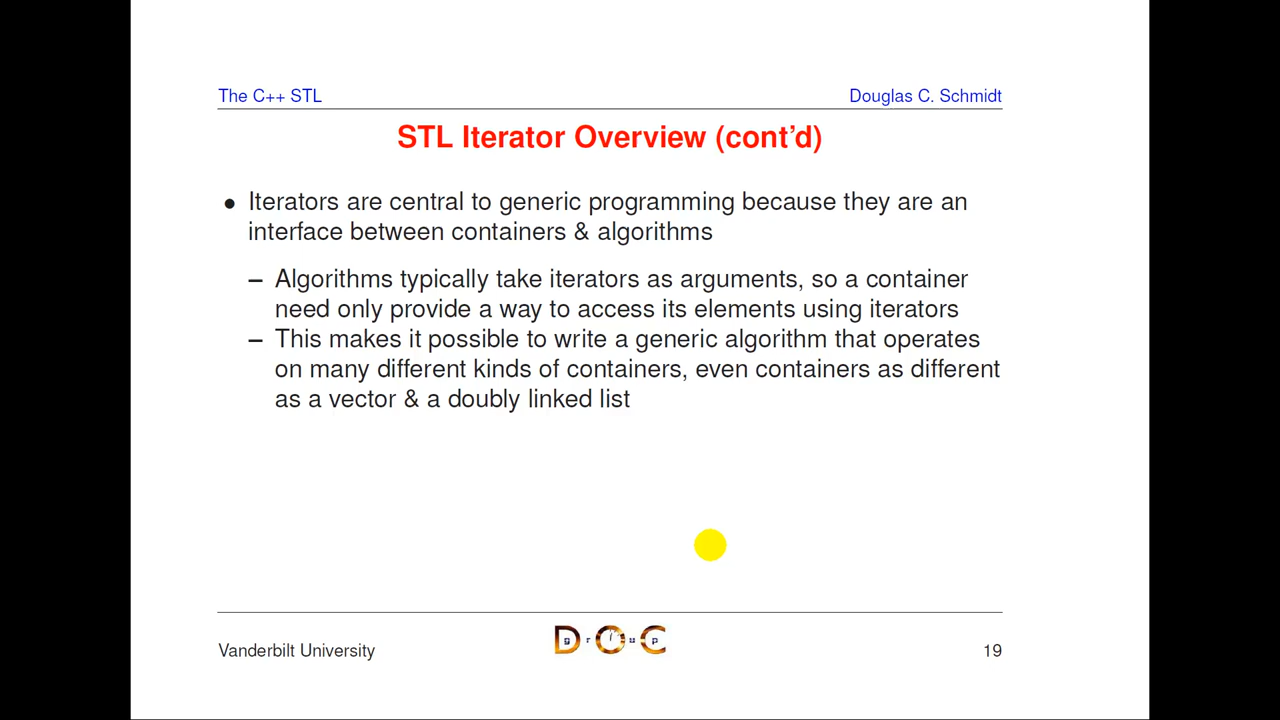 The C++ STL
Douglas C. Schmidt
STL Iterator Overview (cont’d)
● Iterators are central to generic programming because they are an
interface between containers & algorithms
– Algorithms typically take iterators as arguments, so a container
need only provide a way to access its elements using iterators
– This makes it possible to write a generic algorithm that operates
on many different kinds of containers, even containers as different
as a vector & a doubly linked list
Vanderbilt University
D g r O u p C
19